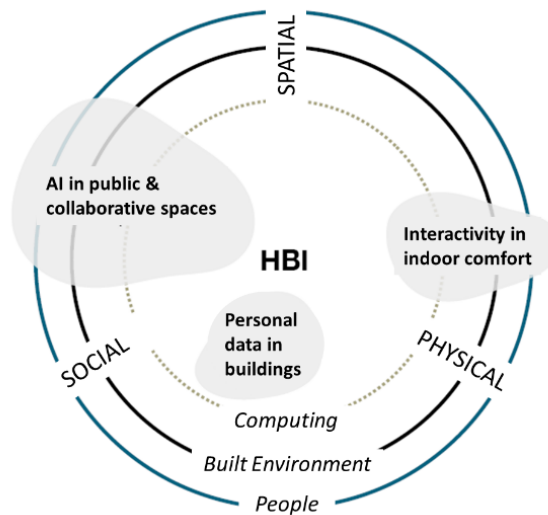 SPATIAL
AI in public &
collaborative spaces
Interactivity in
indoor comfort
HBI
Personal
data in
buildings
SOCIAL
PHYSICAL
Computing
Built Environment
People